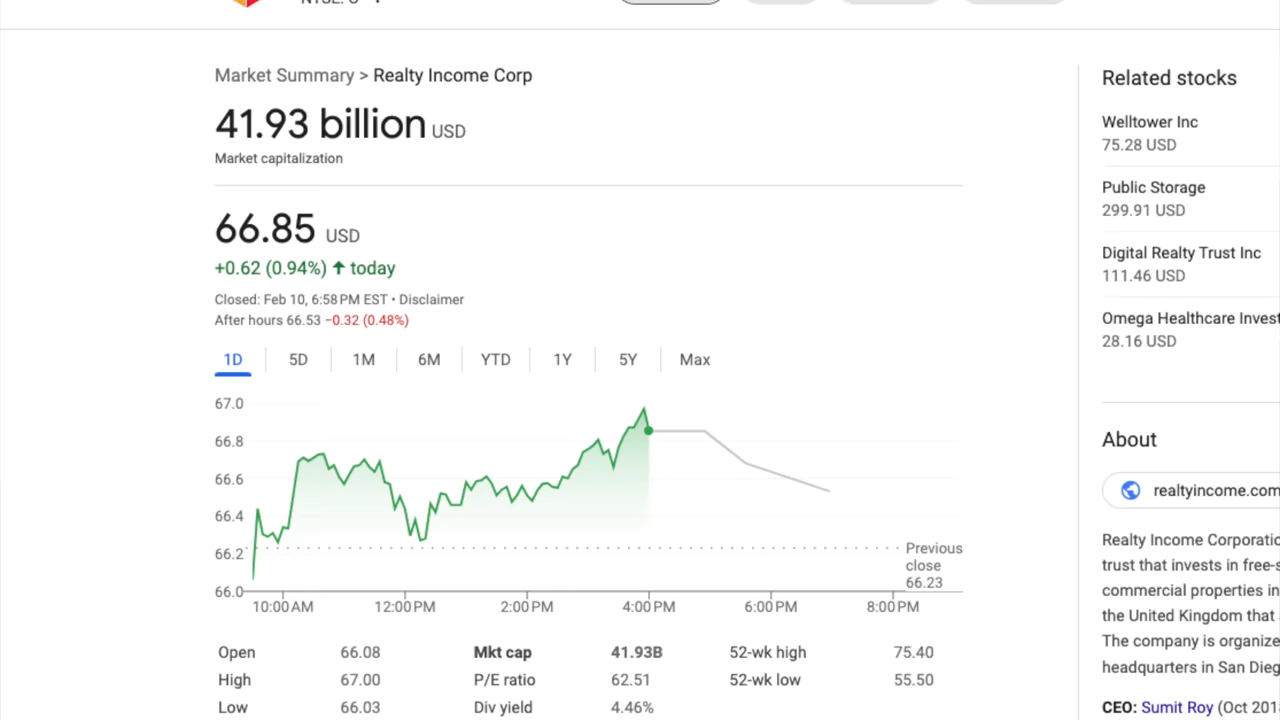 NYSE: O
Market Summary > Realty Income Corp
41.93 billion USD
Market capitalization
66.85 USD
+0.62 (0.94%) ↑ today
Closed: Feb 10, 6:58 PM EST • Disclaimer
After hours 66.53 −0.32 (0.48%)
1D 5D 1M 6M YTD 1Y 5Y Max
67.0
66.8
66.6
66.4
66.2
66.0
Previous
close
66.23
10:00 AM 12:00 PM 2:00 PM 4:00 PM 6:00 PM 8:00 PM
Open 66.08 Mkt cap 41.93B 52-wk high 75.40
High 67.00 P/E ratio 62.51 52-wk low 55.50
Low 66.03 Div yield 4.46%
Related stocks
Welltower Inc
75.28 USD
Public Storage
299.91 USD
Digital Realty Trust Inc
111.46 USD
Omega Healthcare Invest
28.16 USD
About
realtyincome.com
Realty Income Corporatio
trust that invests in free-s
commercial properties in
the United Kingdom that
The company is organize
headquarters in San Dieg
CEO: Sumit Roy (Oct 201